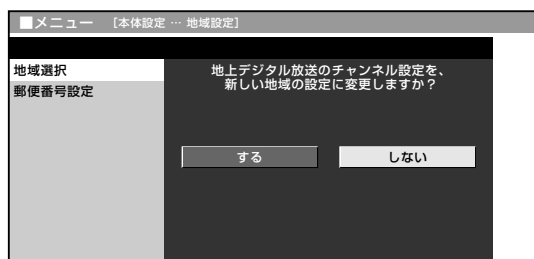 ■メニュー [本体設定 … 地域設定]
地域選択
郵便番号設定
地上デジタル放送のチャンネル設定を、
新しい地域の設定に変更しますか？
する
しない